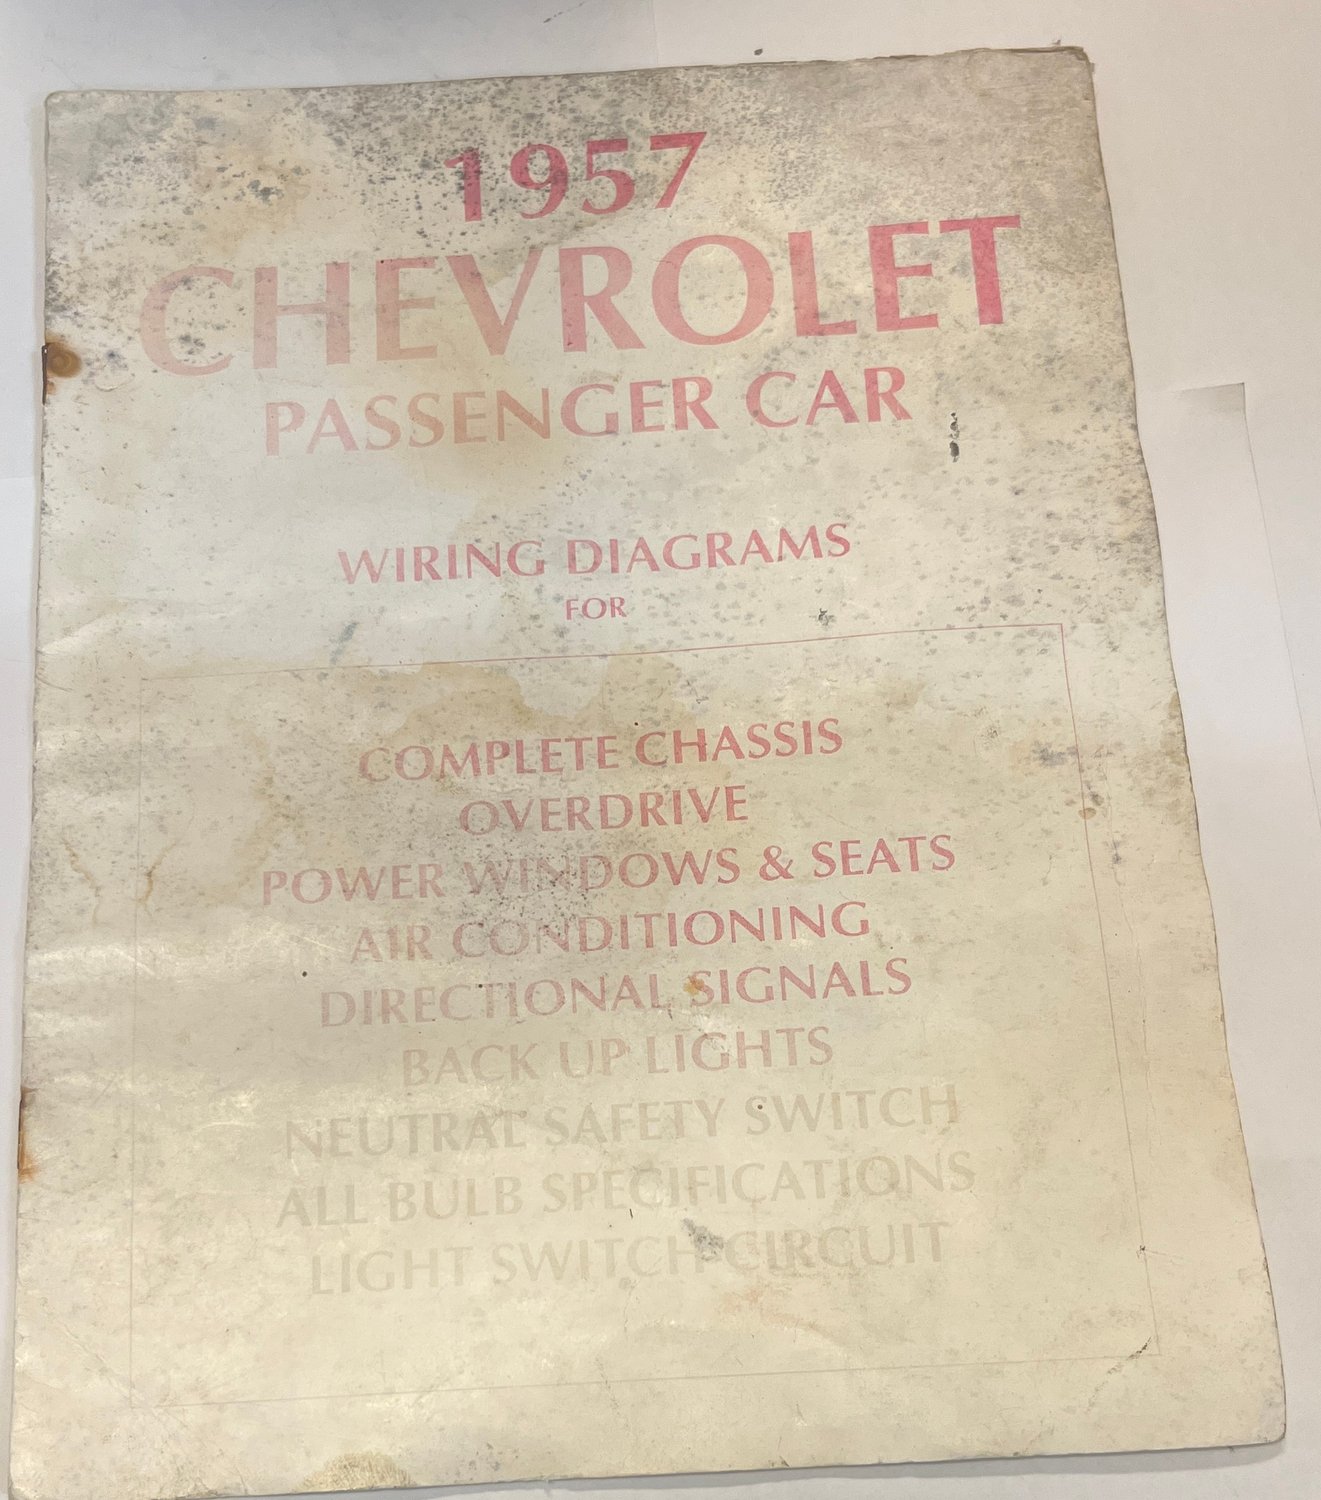 1957
CHEVROLET
PASSENGER CAR
WIRING DIAGRAMS
FOR
COMPLETE CHASSIS
OVERDRIVE
POWER WINDOWS & SEATS
AIR CONDITIONING
DIRECTIONAL SIGNALS
BACK UP LIGHTS
NEUTRAL SAFETY SWITCH
ALL BULB SPECIFICATIONS
LIGHT SWITCH CIRCUIT